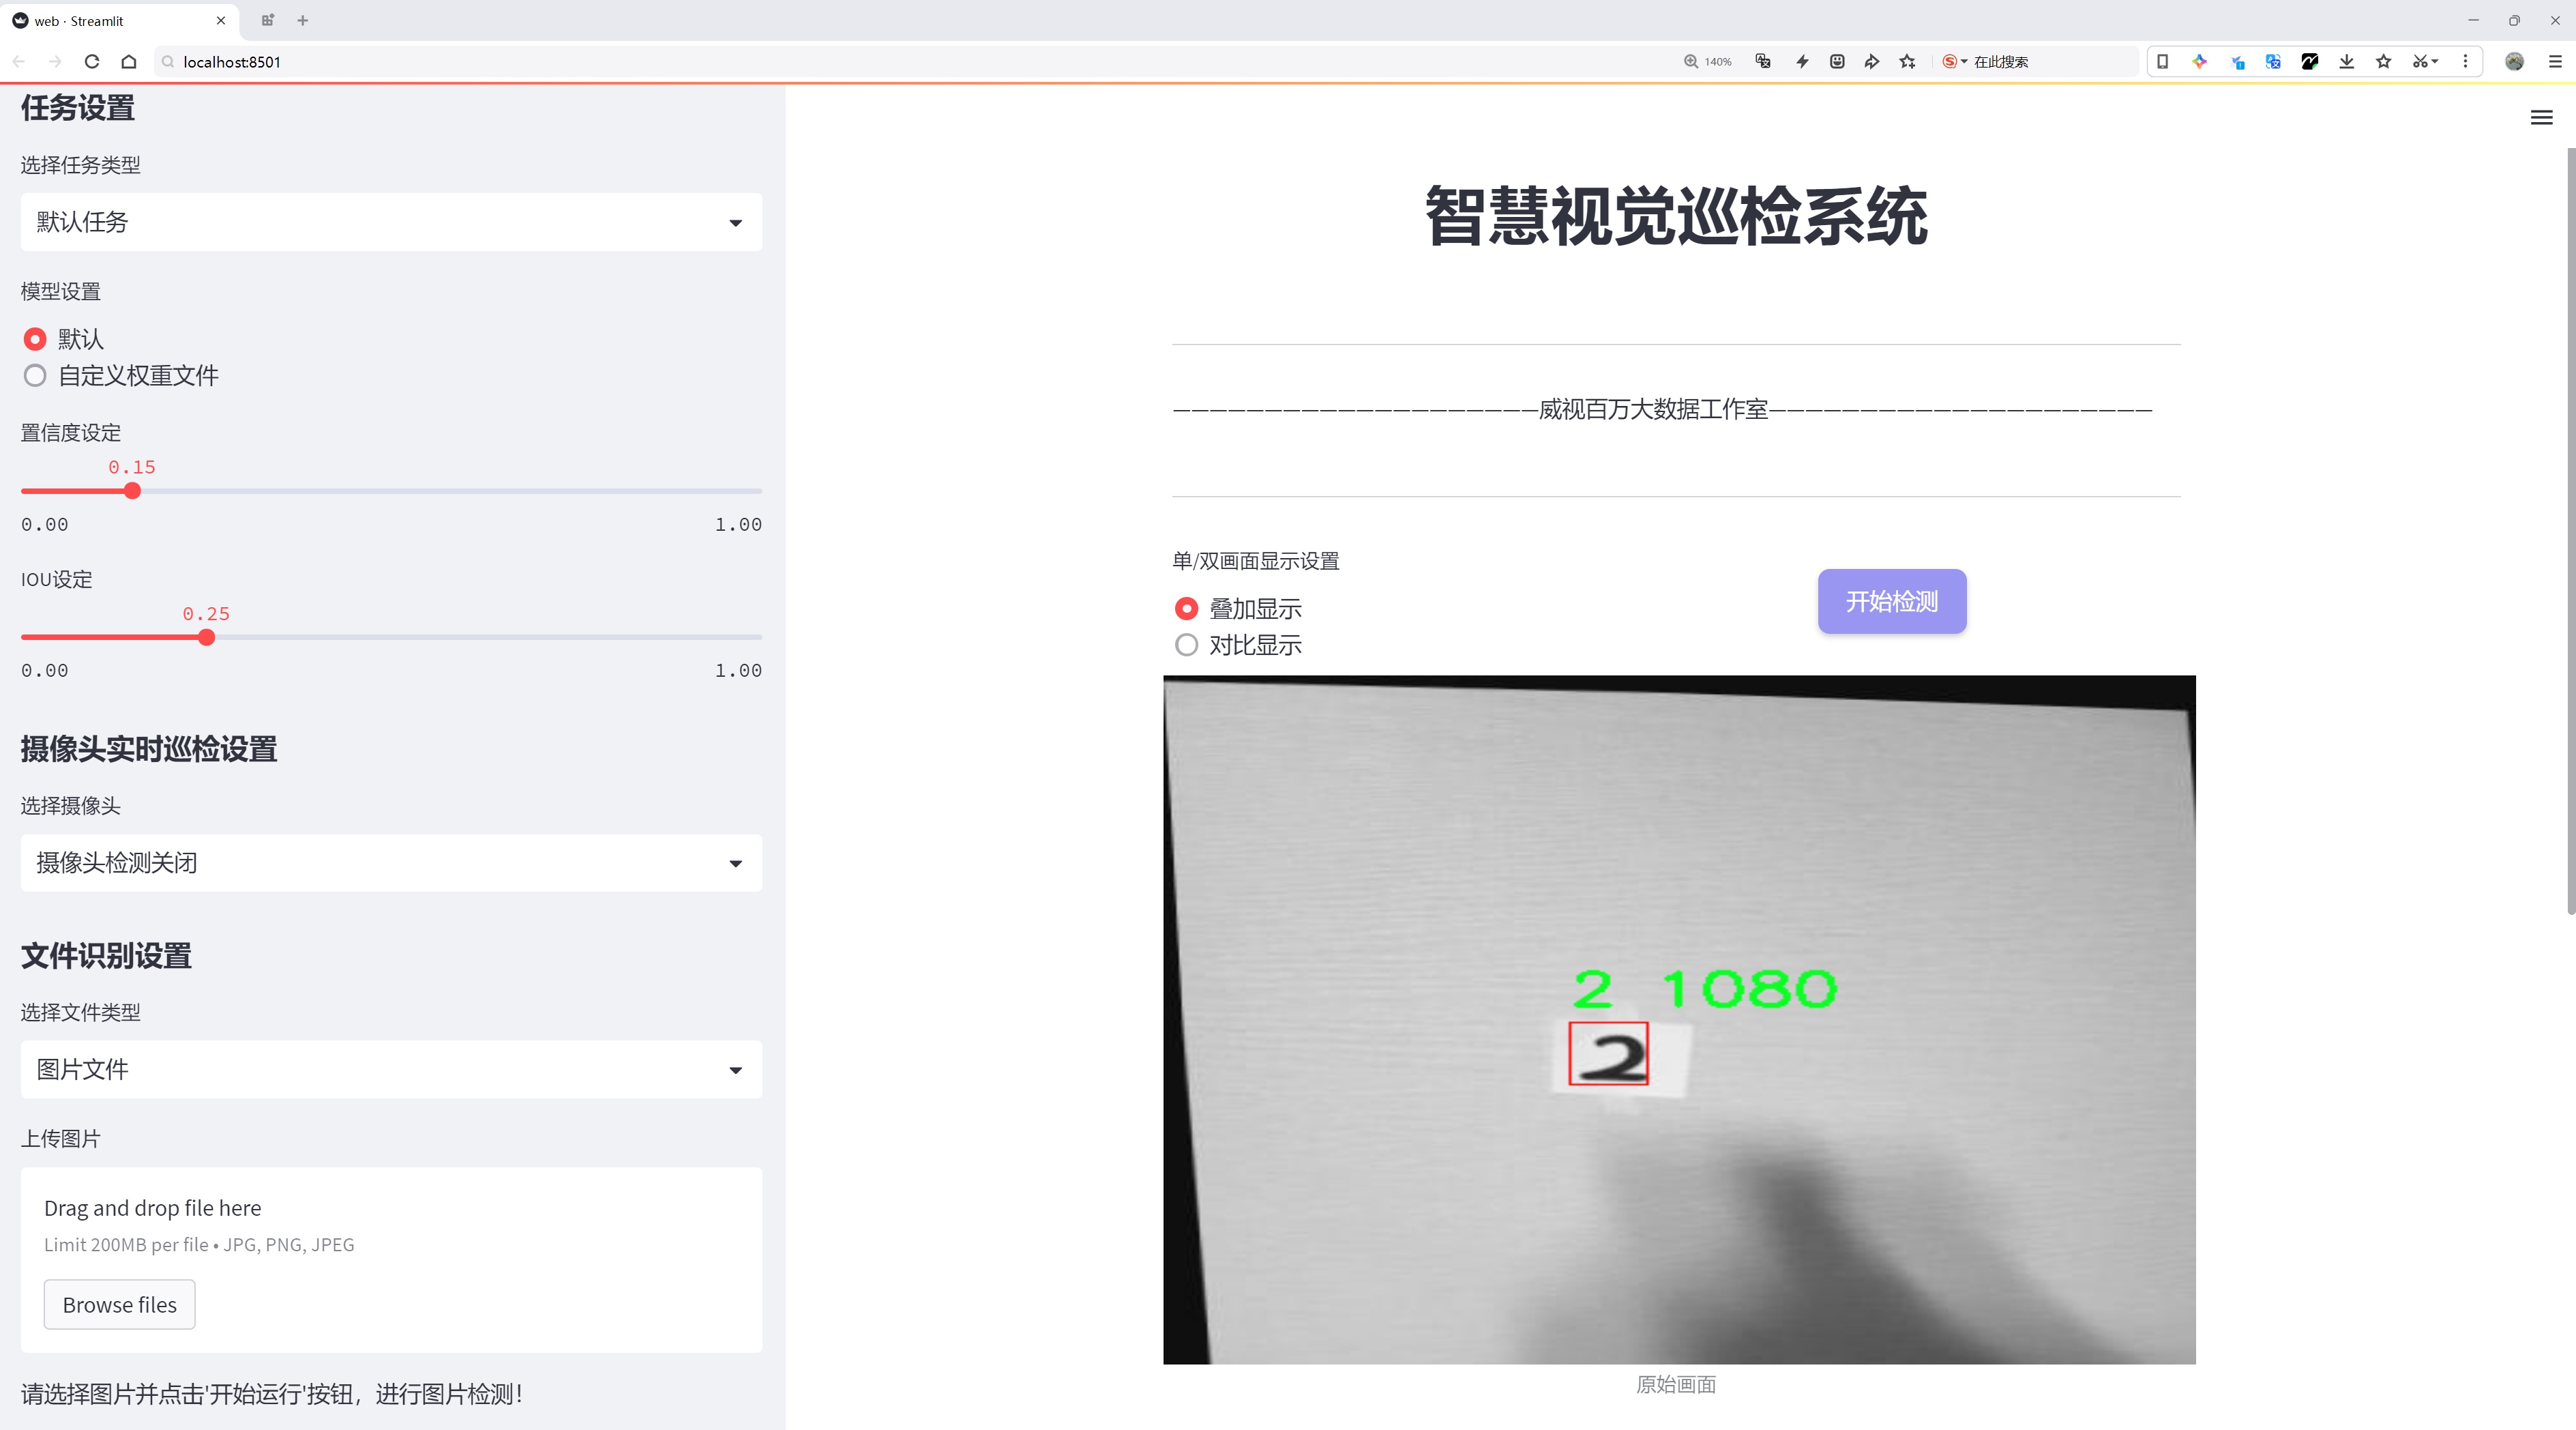 web · Streamlit
localhost:8501
140%
在此搜索
任务设置
选择任务类型
默认任务
模型设置
默认
自定义权重文件
置信度设定
0.15
0.00 1.00
IOU设定
0.25
0.00 1.00
摄像头实时巡检设置
选择摄像头
摄像头检测关闭
文件识别设置
选择文件类型
图片文件
上传图片
Drag and drop file here
Limit 200MB per file • JPG, PNG, JPEG
Browse files
请选择图片并点击'开始运行'按钮，进行图片检测！
智慧视觉巡检系统
————————————————————威视百万大数据工作室—————————————————————
单/双画面显示设置
叠加显示
对比显示
开始检测
2 1080
2
原始画面